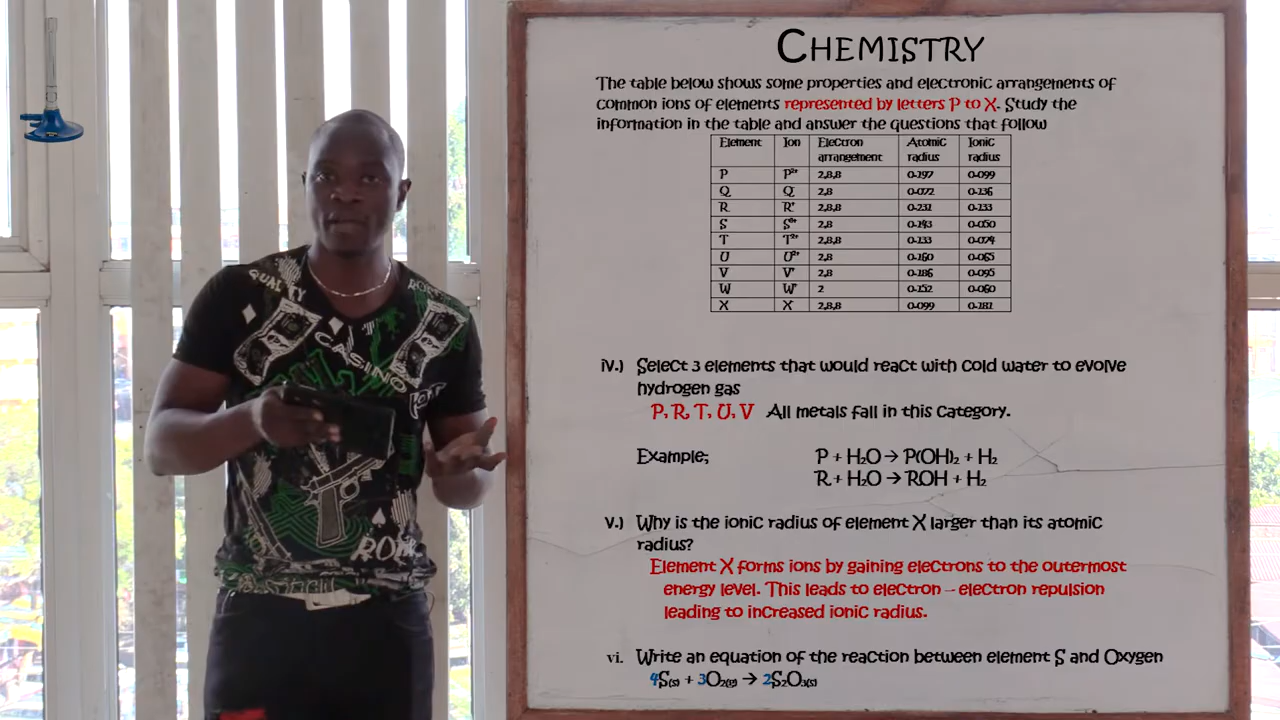 CHEMISTRY
The table below shows some properties and electronic arrangements of
common ions of elements represented by letters P to X. Study the
information in the table and answer the questions that follow
Element Ion Electron arrangement Atomic radius Ionic radius
P P²⁺ 2,8,8 0.197 0.099
Q Q⁻ 2,8 0.072 0.136
R R⁺ 2,8,8 0.231 0.133
S S³⁺ 2,8 0.143 0.050
T T²⁺ 2,8,8 0.133 0.074
U U²⁺ 2,8 0.160 0.065
V V⁺ 2,8 0.186 0.095
W W⁺ 2 0.152 0.060
X X⁻ 2,8,8 0.099 0.181
iv.) Select 3 elements that would react with cold water to evolve
hydrogen gas
P, R, T, U, V All metals fall in this category.
Example; P + H₂O → P(OH)₂ + H₂
R + H₂O → ROH + H₂
v.) Why is the ionic radius of element X larger than its atomic
radius?
Element X forms ions by gaining electrons to the outermost
energy level. This leads to electron – electron repulsion
leading to increased ionic radius.
vi. Write an equation of the reaction between element S and Oxygen
4S(s) + 3O₂(g) → 2S₂O₃(s)
QUALITY
CASINO